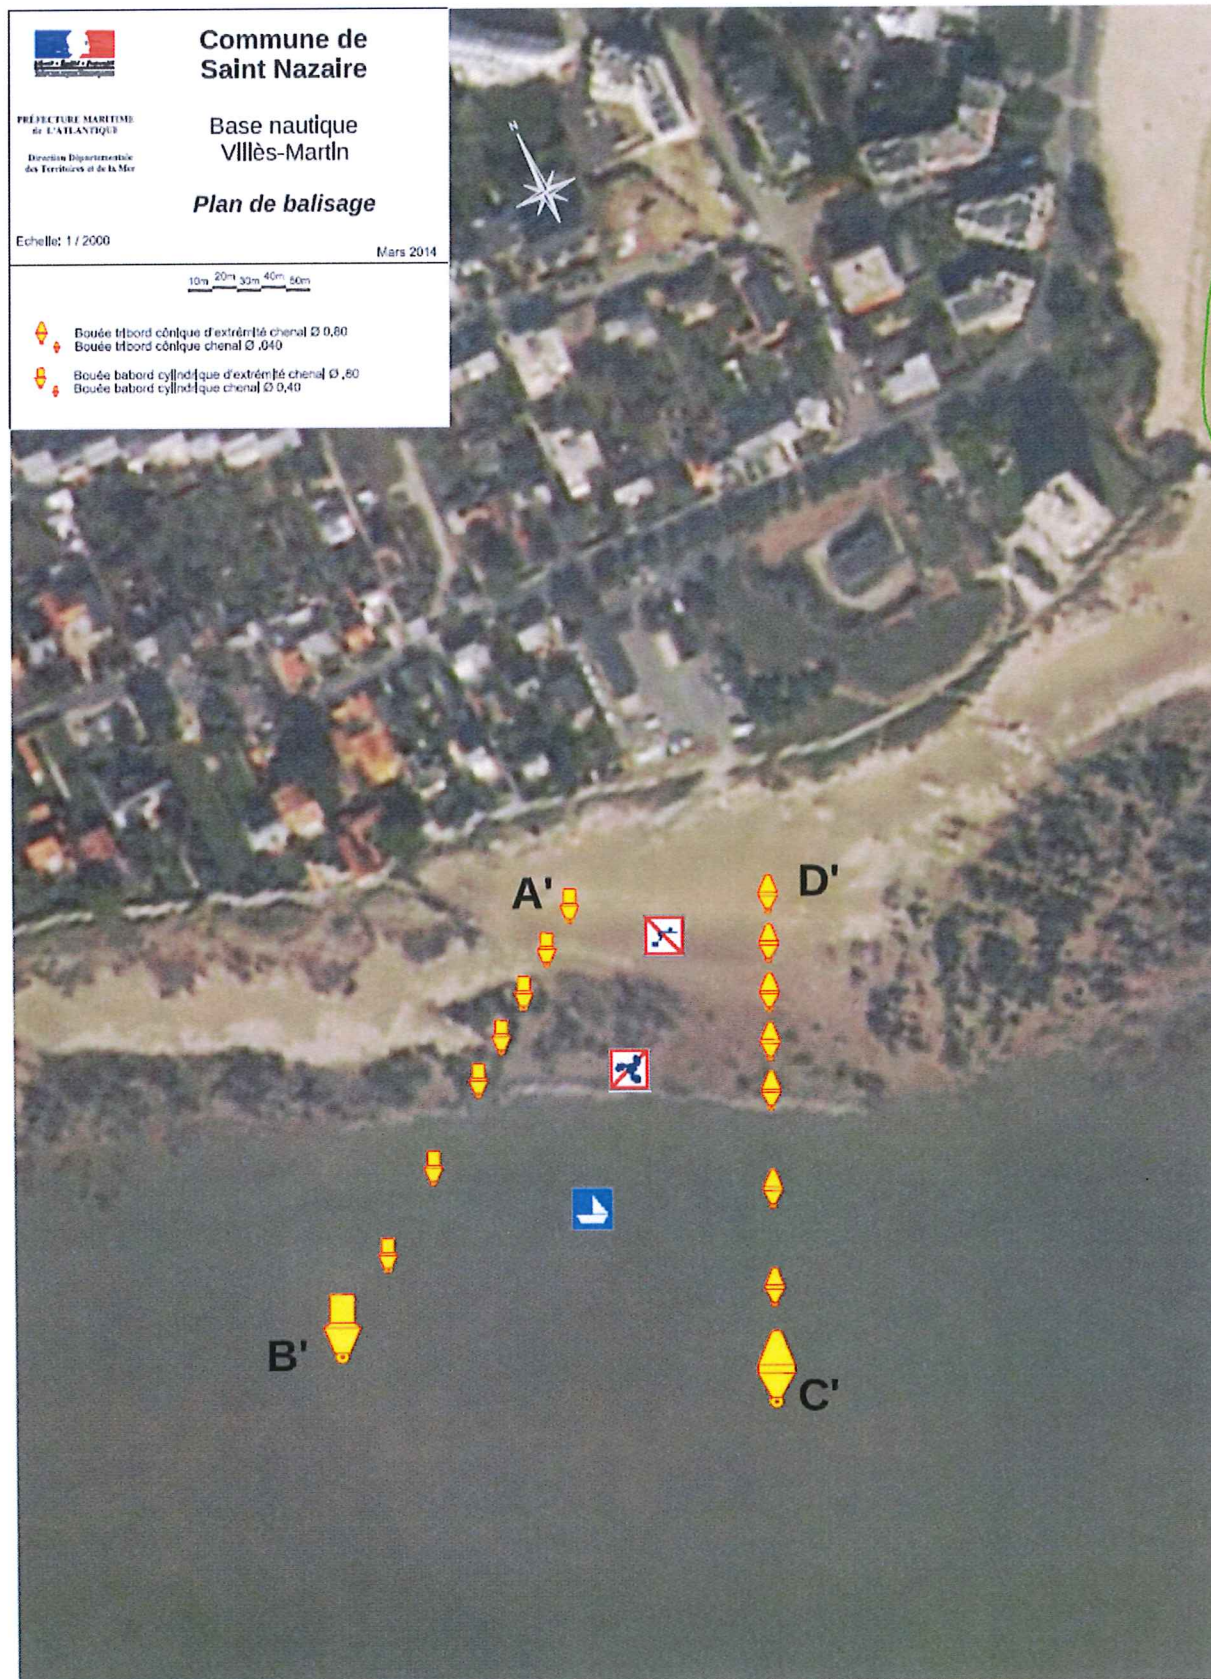 Commune de
Saint Nazaire
PRÉFECTURE MARITIME
de L'ATLANTIQUE
Direction Départementale
des Territoires et de la Mer
Base nautique
Villès-Martin
Plan de balisage
Echelle: 1 / 2000
Mars 2014
10m 20m 30m 40m 50m
Bouée tribord cônique d'extrémité chenal Ø 0,80
Bouée tribord cônique chenal Ø .040
Bouée babord cylindrique d'extrémité chenal Ø ,80
Bouée babord cylindrique chenal Ø 0,40
N
A'
D'
B'
C'